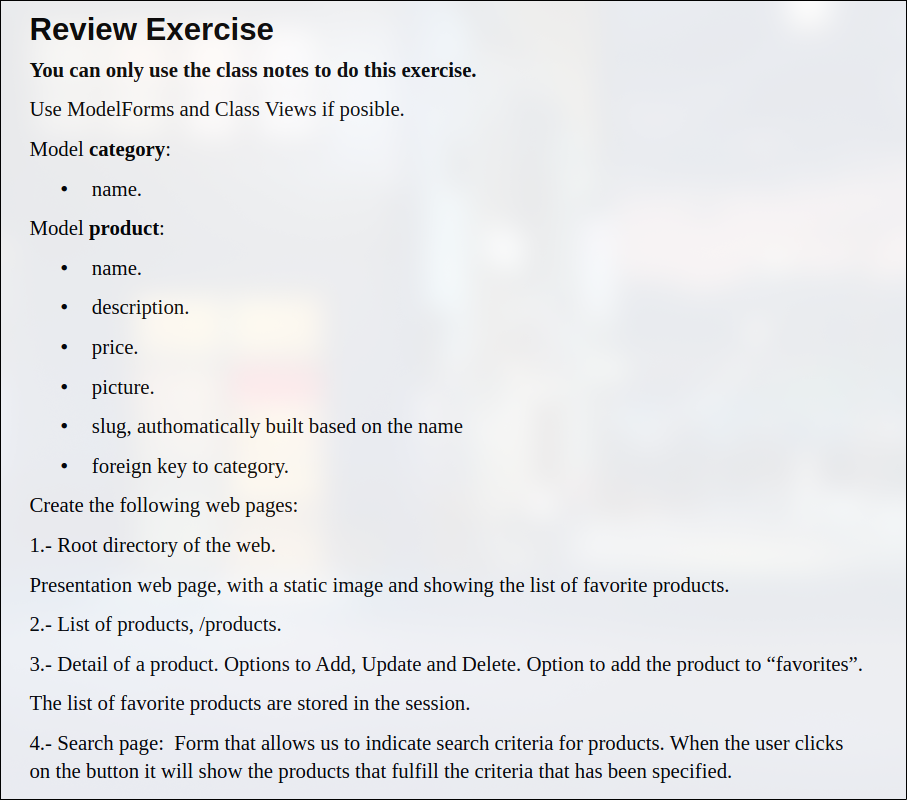 Review Exercise
You can only use the class notes to do this exercise.
Use ModelForms and Class Views if posible.
Model category:
• name.
Model product:
• name.
• description.
• price.
• picture.
• slug, authomatically built based on the name
• foreign key to category.
Create the following web pages:
1.- Root directory of the web.
Presentation web page, with a static image and showing the list of favorite products.
2.- List of products, /products.
3.- Detail of a product. Options to Add, Update and Delete. Option to add the product to “favorites”.
The list of favorite products are stored in the session.
4.- Search page:  Form that allows us to indicate search criteria for products. When the user clicks
on the button it will show the products that fulfill the criteria that has been specified.